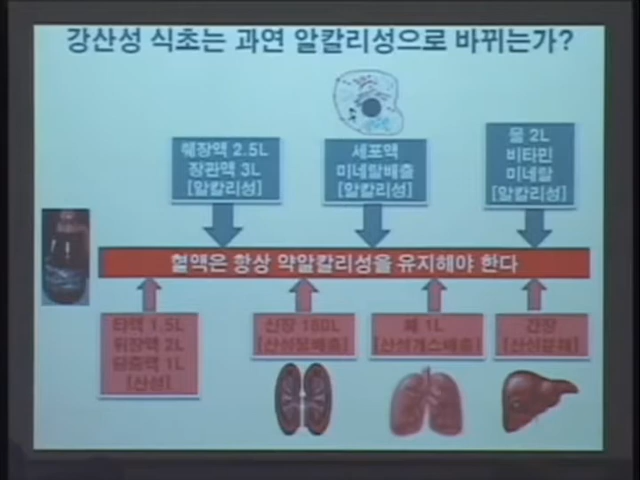 강산성 식초는 과연 알칼리성으로 바뀌는가?
췌장액 2.5L
장관액 3L
[알칼리성]
세포액
미네랄배출
[알칼리성]
물 2L
비타민
미네랄
[알칼리성]
혈액은 항상 약알칼리성을 유지해야 한다
타액 1.5L
위장액 2L
담즙액 1L
[산성]
신장 180L
[산성물배출]
폐 1L
[산성개스배출]
간장
[산성분해]